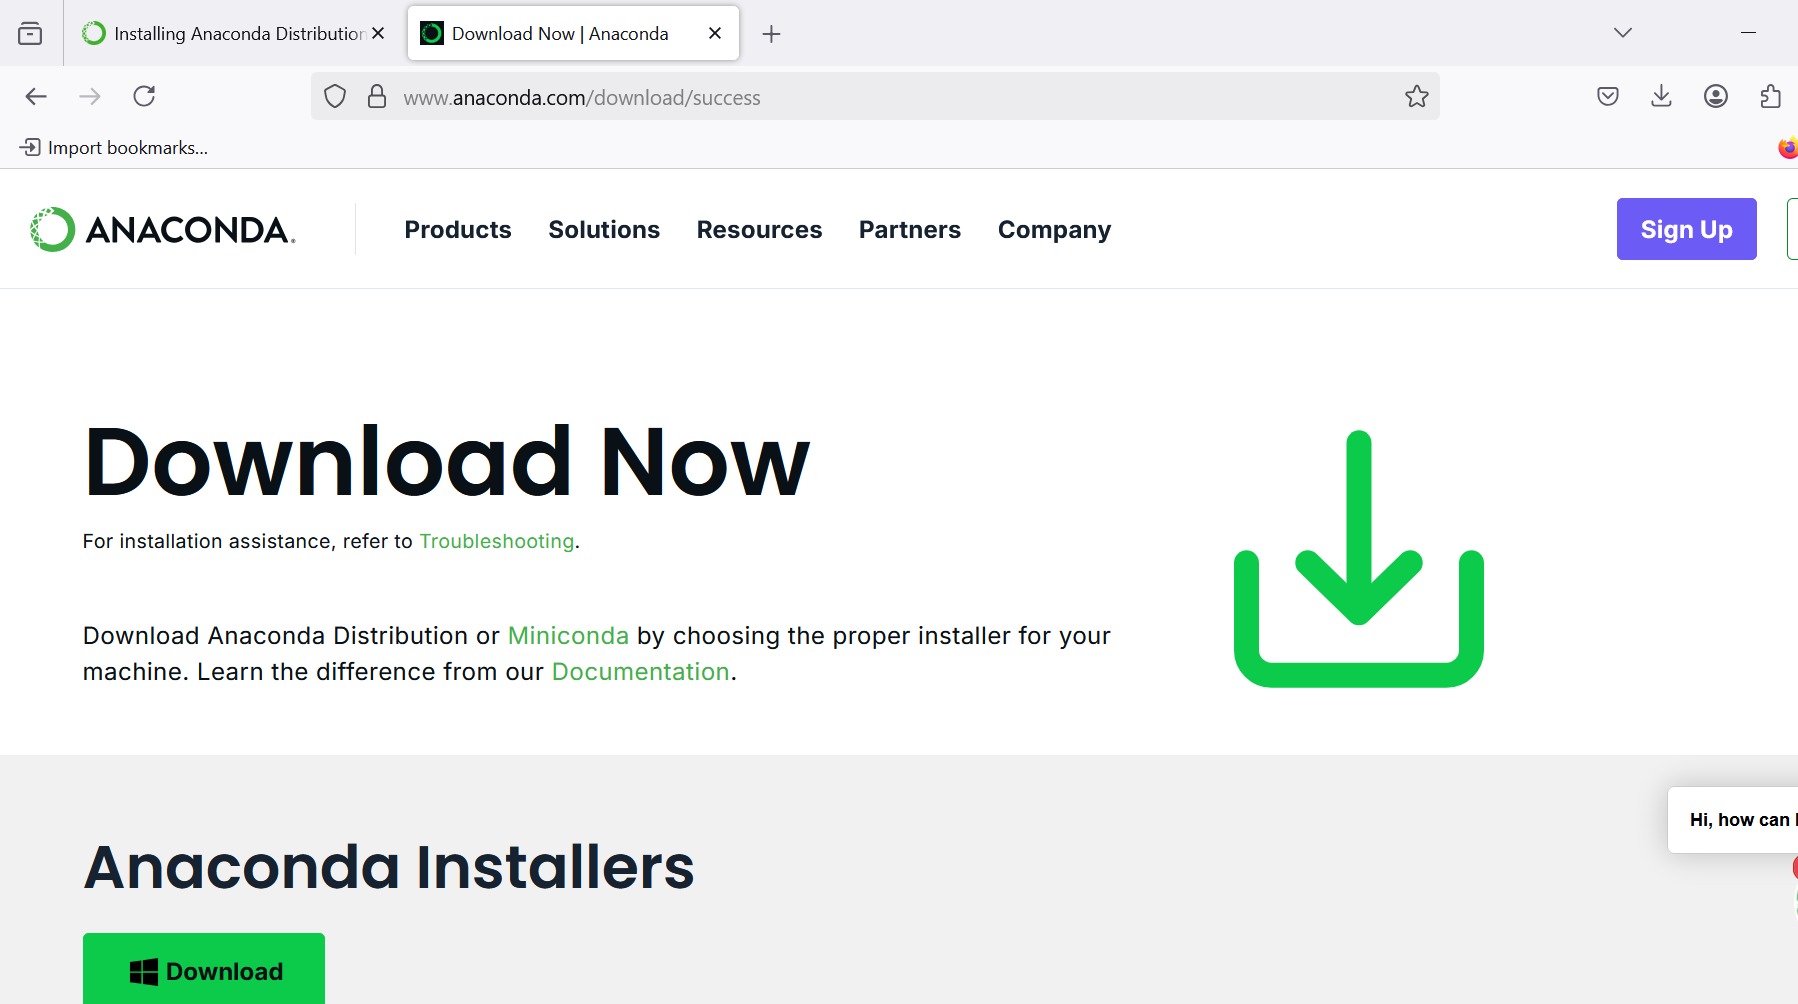 Installing Anaconda Distribution
Download Now | Anaconda
www.anaconda.com/download/success
Import bookmarks...
ANACONDA.
Products
Solutions
Resources
Partners
Company
Sign Up
Download Now
For installation assistance, refer to Troubleshooting.
Download Anaconda Distribution or Miniconda by choosing the proper installer for your
machine. Learn the difference from our Documentation.
Hi, how can
Anaconda Installers
Download